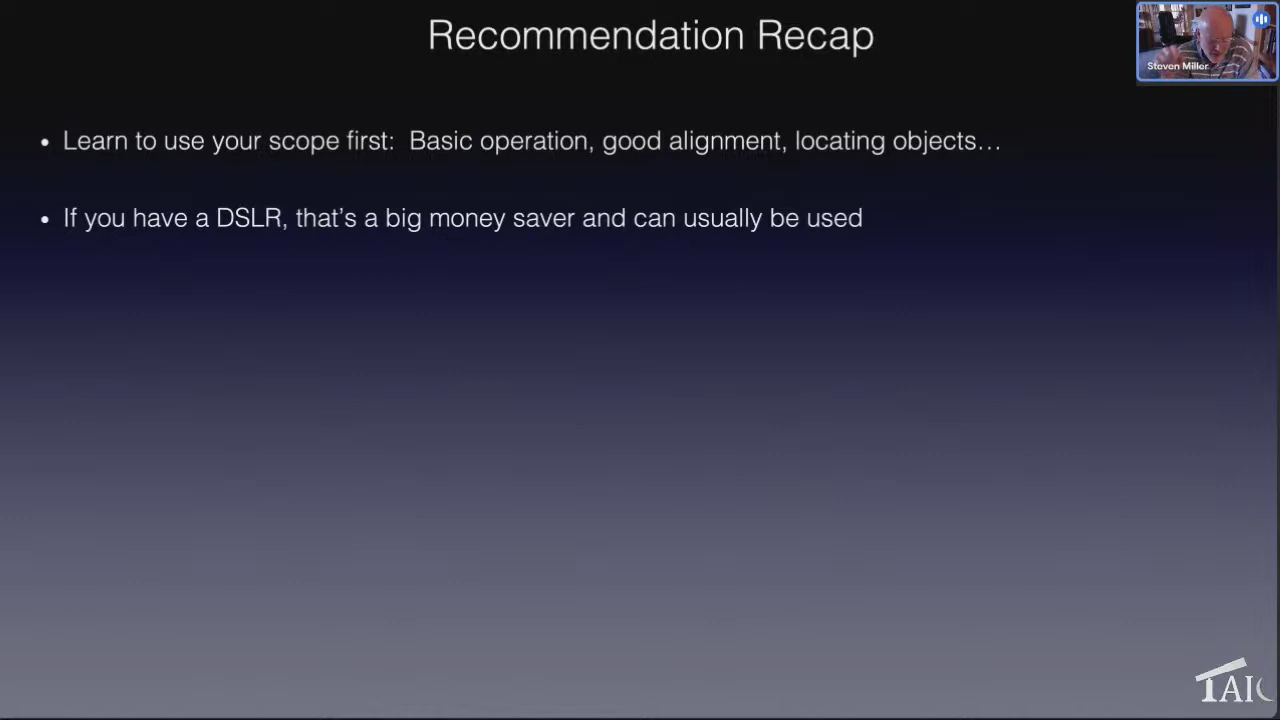 Recommendation Recap
Steven Miller
• Learn to use your scope first: Basic operation, good alignment, locating objects…
• If you have a DSLR, that’s a big money saver and can usually be used
TAIC